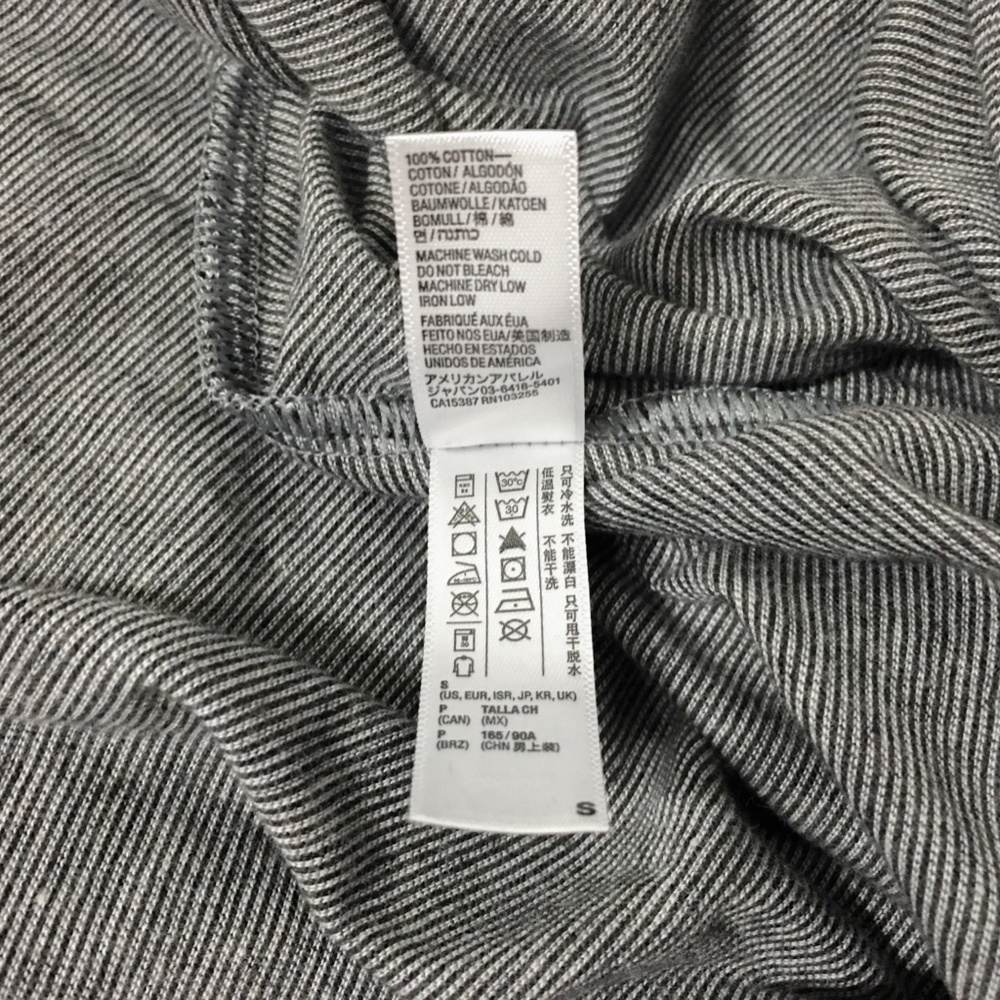 100% COTTON—
COTON / ALGODÓN
COTONE / ALGODÃO
BAUMWOLLE / KATOEN
BOMULL / 棉 / 綿
면 / כותנה
MACHINE WASH COLD
DO NOT BLEACH
MACHINE DRY LOW
IRON LOW
FABRIQUÉ AUX ÉUA
FEITO NOS EUA/美国制造
HECHO EN ESTADOS
UNIDOS DE AMÉRICA
アメリカンアパレル
ジャパン03-6418-5401
CA15387 RN103255
30°C
30
只可冷水洗 不能漂白 只可甩干脱水
低温熨衣 不能干洗
S
(US, EUR, ISR, JP, KR, UK)
P TALLA CH
(CAN) (MX)
P 165 / 90A
(BRZ) (CHN 男上装)
S